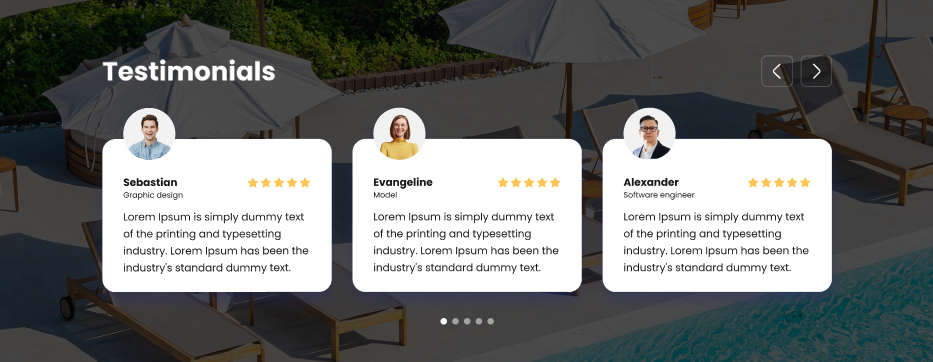 Testimonials
Sebastian
Graphic design
Lorem Ipsum is simply dummy text
of the printing and typesetting
industry. Lorem Ipsum has been the
industry's standard dummy text.
Evangeline
Model
Lorem Ipsum is simply dummy text
of the printing and typesetting
industry. Lorem Ipsum has been the
industry's standard dummy text.
Alexander
Software engineer
Lorem Ipsum is simply dummy text
of the printing and typesetting
industry. Lorem Ipsum has been the
industry's standard dummy text.